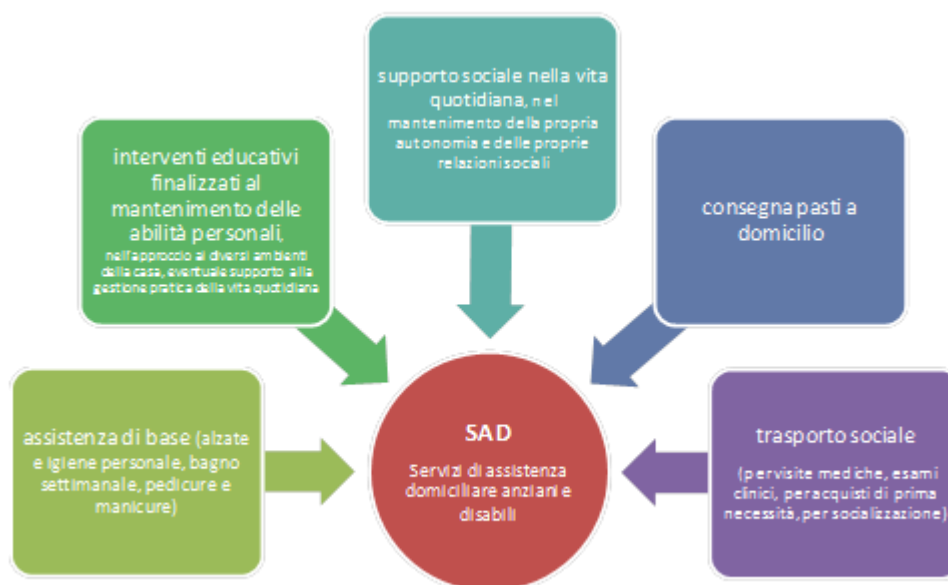 supporto sociale nella vita
quotidiana, nel
mantenimento della propria
autonomia e delle proprie
relazioni sociali
interventi educativi
finalizzati al
mantenimento delle
abilità personali,
nell'approccio ai diversi ambienti
della casa, eventuale supporto alla
gestione pratica della vita quotidiana
consegna pasti a
domicilio
assistenza di base (alzate
e igiene personale, bagno
settimanale, pedicure e
manicure)
SAD
Servizi di assistenza
domiciliare anziani e
disabili
trasporto sociale
(per visite mediche, esami
clinici, per acquisti di prima
necessità, per socializzazione)